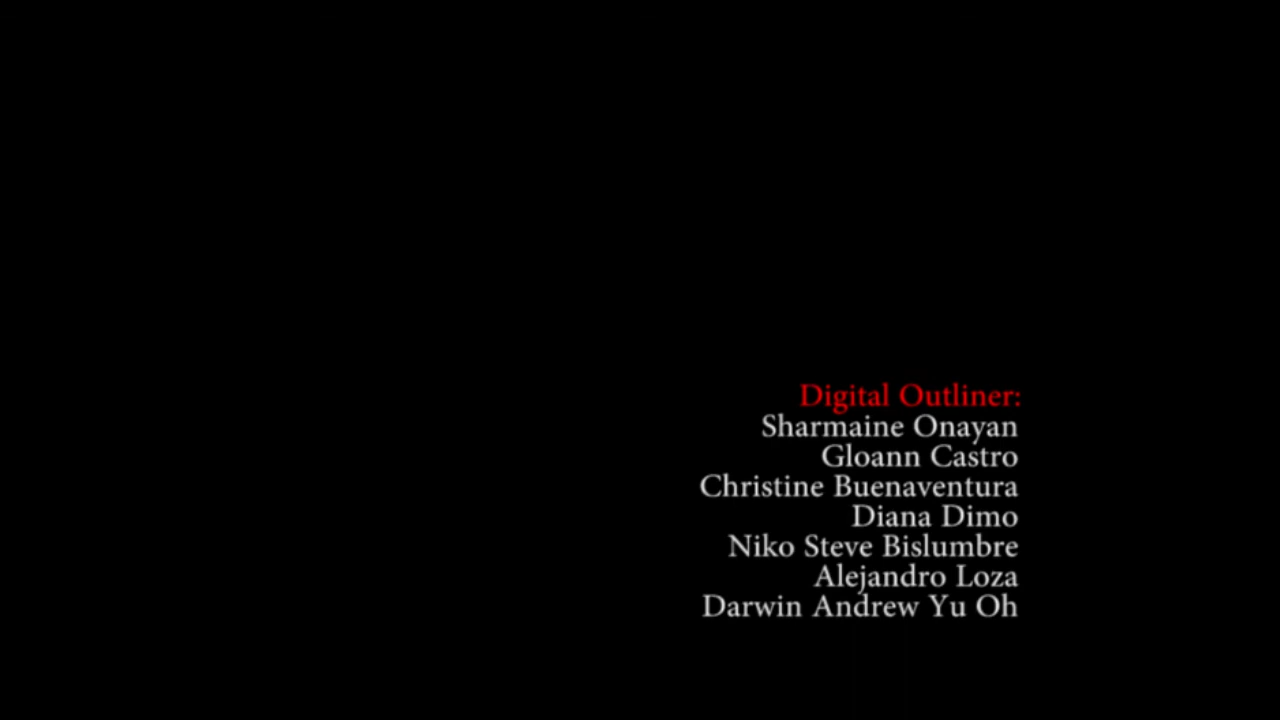 Digital Outliner:
Sharmaine Onayan
Gloann Castro
Christine Buenaventura
Diana Dimo
Niko Steve Bislumbre
Alejandro Loza
Darwin Andrew Yu Oh